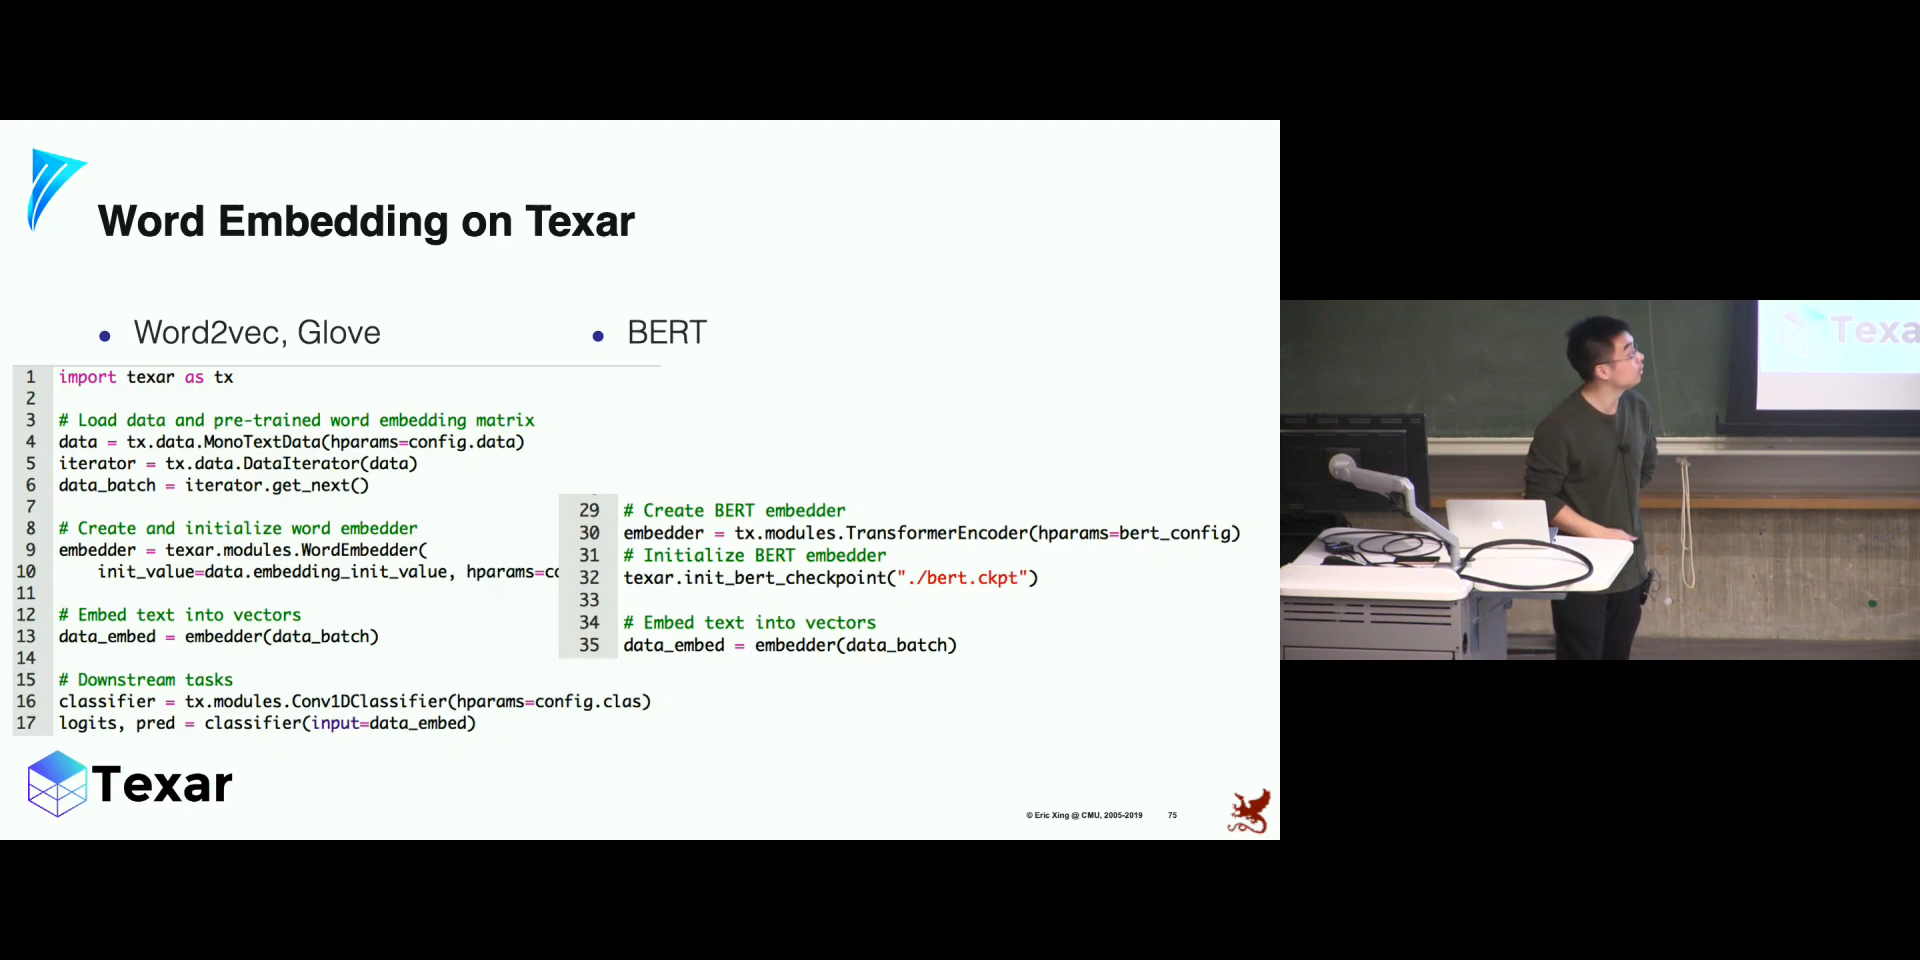 Word Embedding on Texar
• Word2vec, Glove
1 import texar as tx
2
3 # Load data and pre-trained word embedding matrix
4 data = tx.data.MonoTextData(hparams=config.data)
5 iterator = tx.data.DataIterator(data)
6 data_batch = iterator.get_next()
7
8 # Create and initialize word embedder
9 embedder = texar.modules.WordEmbedder(
10 init_value=data.embedding_init_value, hparams=co
11
12 # Embed text into vectors
13 data_embed = embedder(data_batch)
14
15 # Downstream tasks
16 classifier = tx.modules.Conv1DClassifier(hparams=config.clas)
17 logits, pred = classifier(input=data_embed)
• BERT
29 # Create BERT embedder
30 embedder = tx.modules.TransformerEncoder(hparams=bert_config)
31 # Initialize BERT embedder
32 texar.init_bert_checkpoint("./bert.ckpt")
33
34 # Embed text into vectors
35 data_embed = embedder(data_batch)
Texar
© Eric Xing @ CMU, 2005-2019 75
Texa